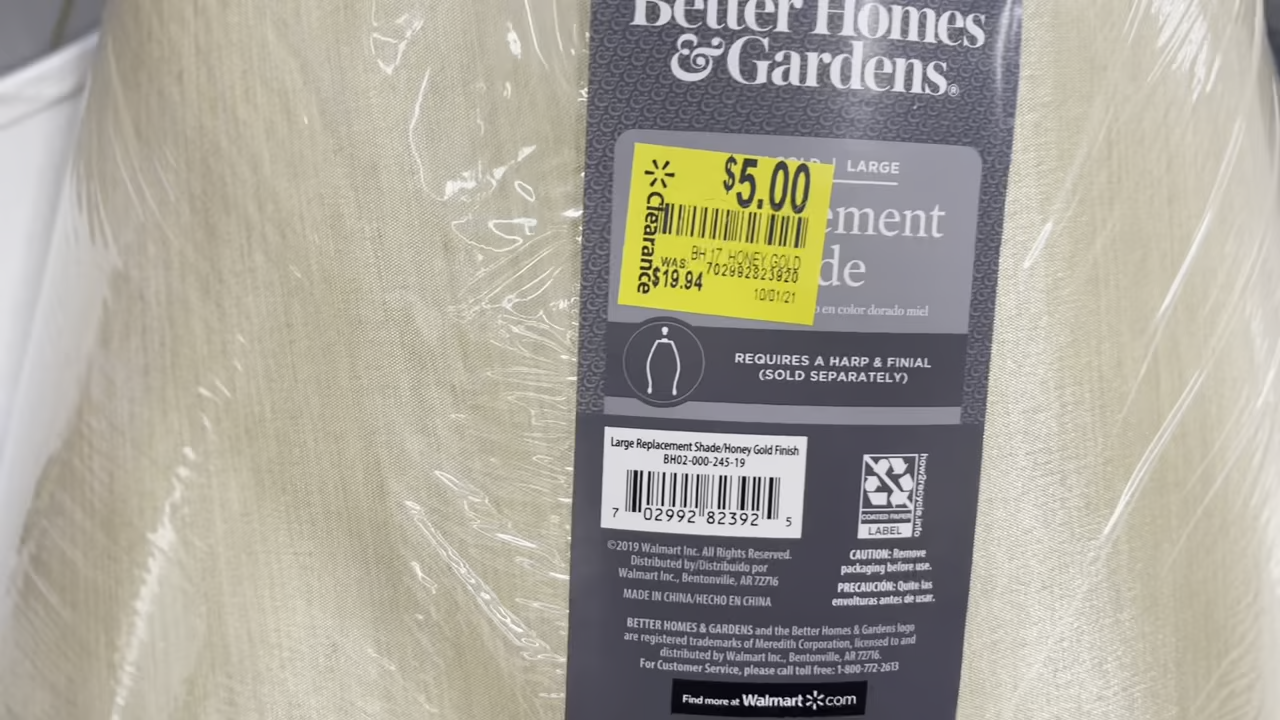 Better Homes
& Gardens®
| LARGE
$5.00
Clearance
BH 17 HONEY GOLD
WAS:
$19.94
702992823920
10/01/21
en color dorado miel
REQUIRES A HARP & FINIAL
(SOLD SEPARATELY)
Large Replacement Shade/Honey Gold Finish
BH02-000-245-19
7 02992 82392 5
how2recycle.info
COATED PAPER
LABEL
©2019 Walmart Inc. All Rights Reserved.
Distributed by/Distribuido por
Walmart Inc., Bentonville, AR 72716
MADE IN CHINA/HECHO EN CHINA
CAUTION: Remove
packaging before use.
PRECAUCIÓN: Quite las
envolturas antes de usar.
BETTER HOMES & GARDENS and the Better Homes & Gardens logo
are registered trademarks of Meredith Corporation, licensed to and
distributed by Walmart Inc., Bentonville, AR 72716.
For Customer Service, please call toll free: 1-800-772-2613
Find more at Walmart.com